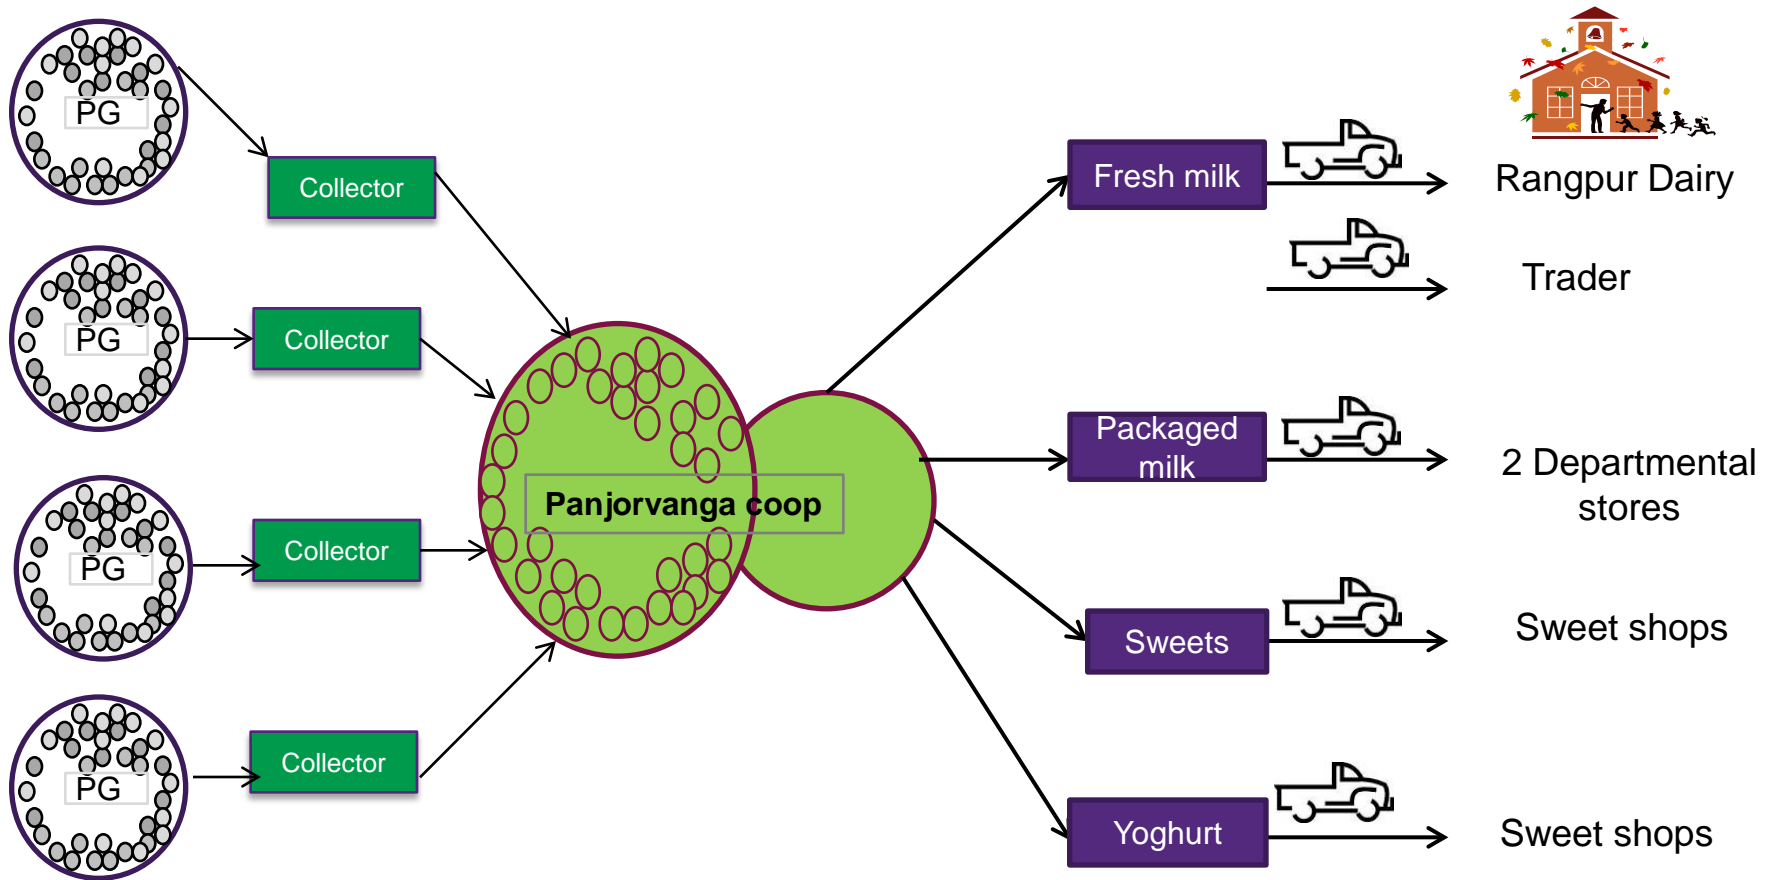 PG
Collector
PG
Collector
PG
Collector
PG
Collector
Panjorvanga coop
Fresh milk
Rangpur Dairy
Trader
Packaged
milk
2 Departmental
stores
Sweets
Sweet shops
Yoghurt
Sweet shops